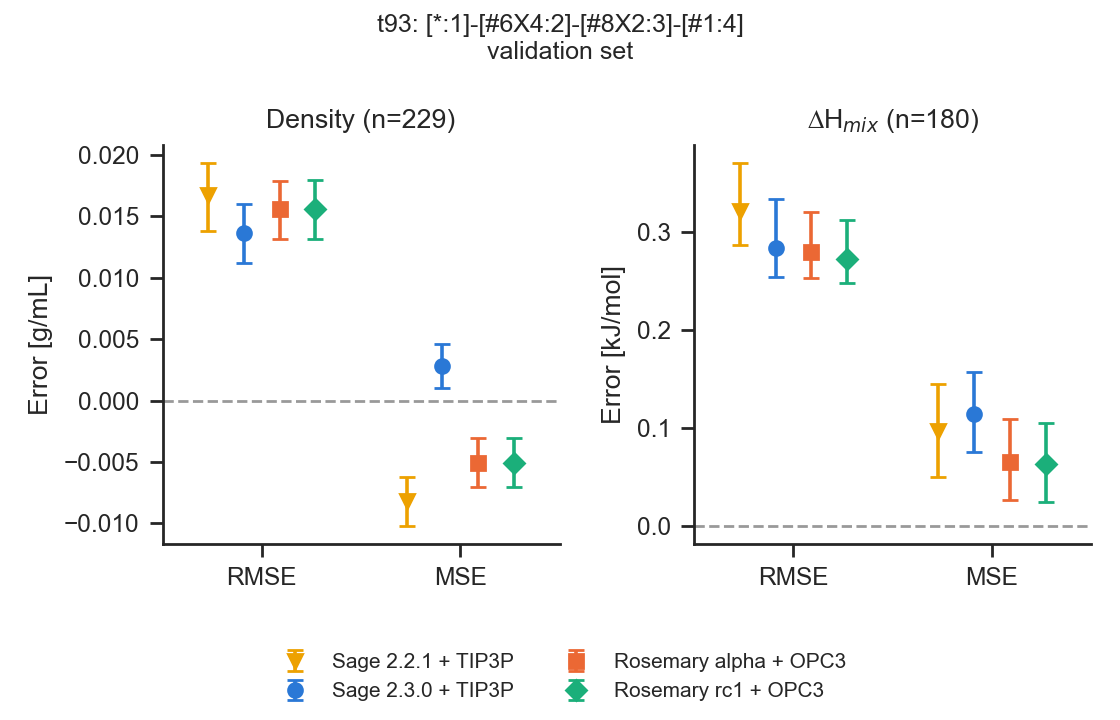 t93: [*:1]-[#6X4:2]-[#8X2:3]-[#1:4]
validation set
Density (n=229)
0.020
0.015
0.010
0.005
0.000
−0.005
−0.010
Error [g/mL]
RMSE
MSE
ΔHmix (n=180)
0.3
0.2
0.1
0.0
Error [kJ/mol]
RMSE
MSE
Sage 2.2.1 + TIP3P
Sage 2.3.0 + TIP3P
Rosemary alpha + OPC3
Rosemary rc1 + OPC3